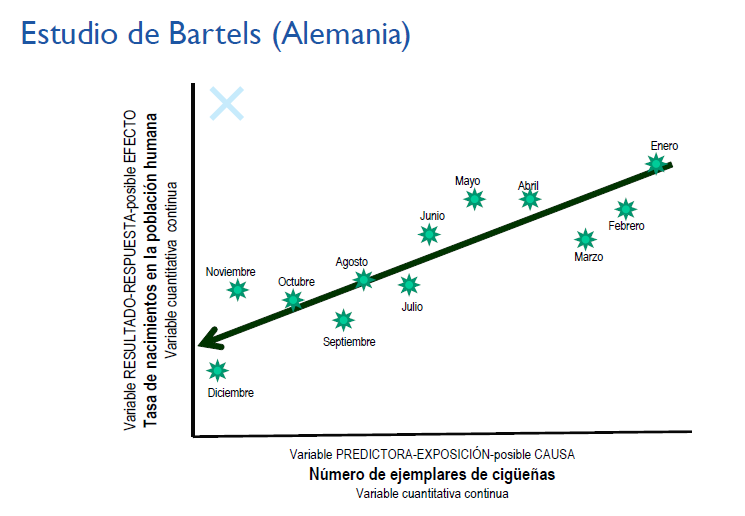 Estudio de Bartels (Alemania)
Variable RESULTADO-RESPUESTA-posible EFECTO
Tasa de nacimientos en la población humana
Variable cuantitativa continua
Enero
Mayo
Abril
Junio
Febrero
Marzo
Agosto
Noviembre
Octubre
Julio
Septiembre
Diciembre
Variable PREDICTORA-EXPOSICIÓN-posible CAUSA
Número de ejemplares de cigüeñas
Variable cuantitativa continua